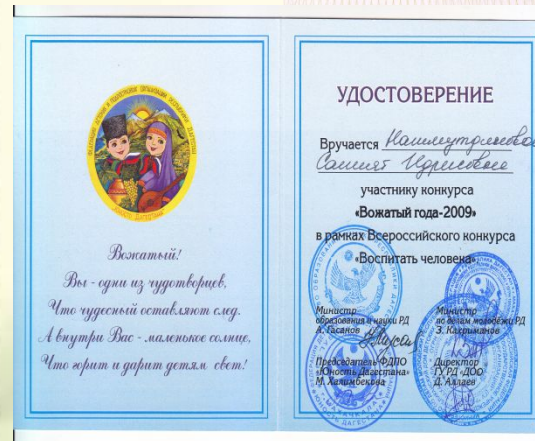 Вожатый!
Вы - одни из чудотворцев,
Что чудесный оставляют след.
А внутри Вас - маленькое солнце,
Что горит и дарит детям свет!
УДОСТОВЕРЕНИЕ
Вручается
участнику конкурса
«Вожатый года-2009»
в рамках Всероссийского конкурса
«Воспитать человека»
Министр
образования и науки РД
А. Гасанов
Министр
по делам молодёжи РД
З. Кахриманов
Председатель ФДПО
«Юность Дагестана»
М. Халимбекова
Директор
ГУ РД «ДОО
Д. Аллаев